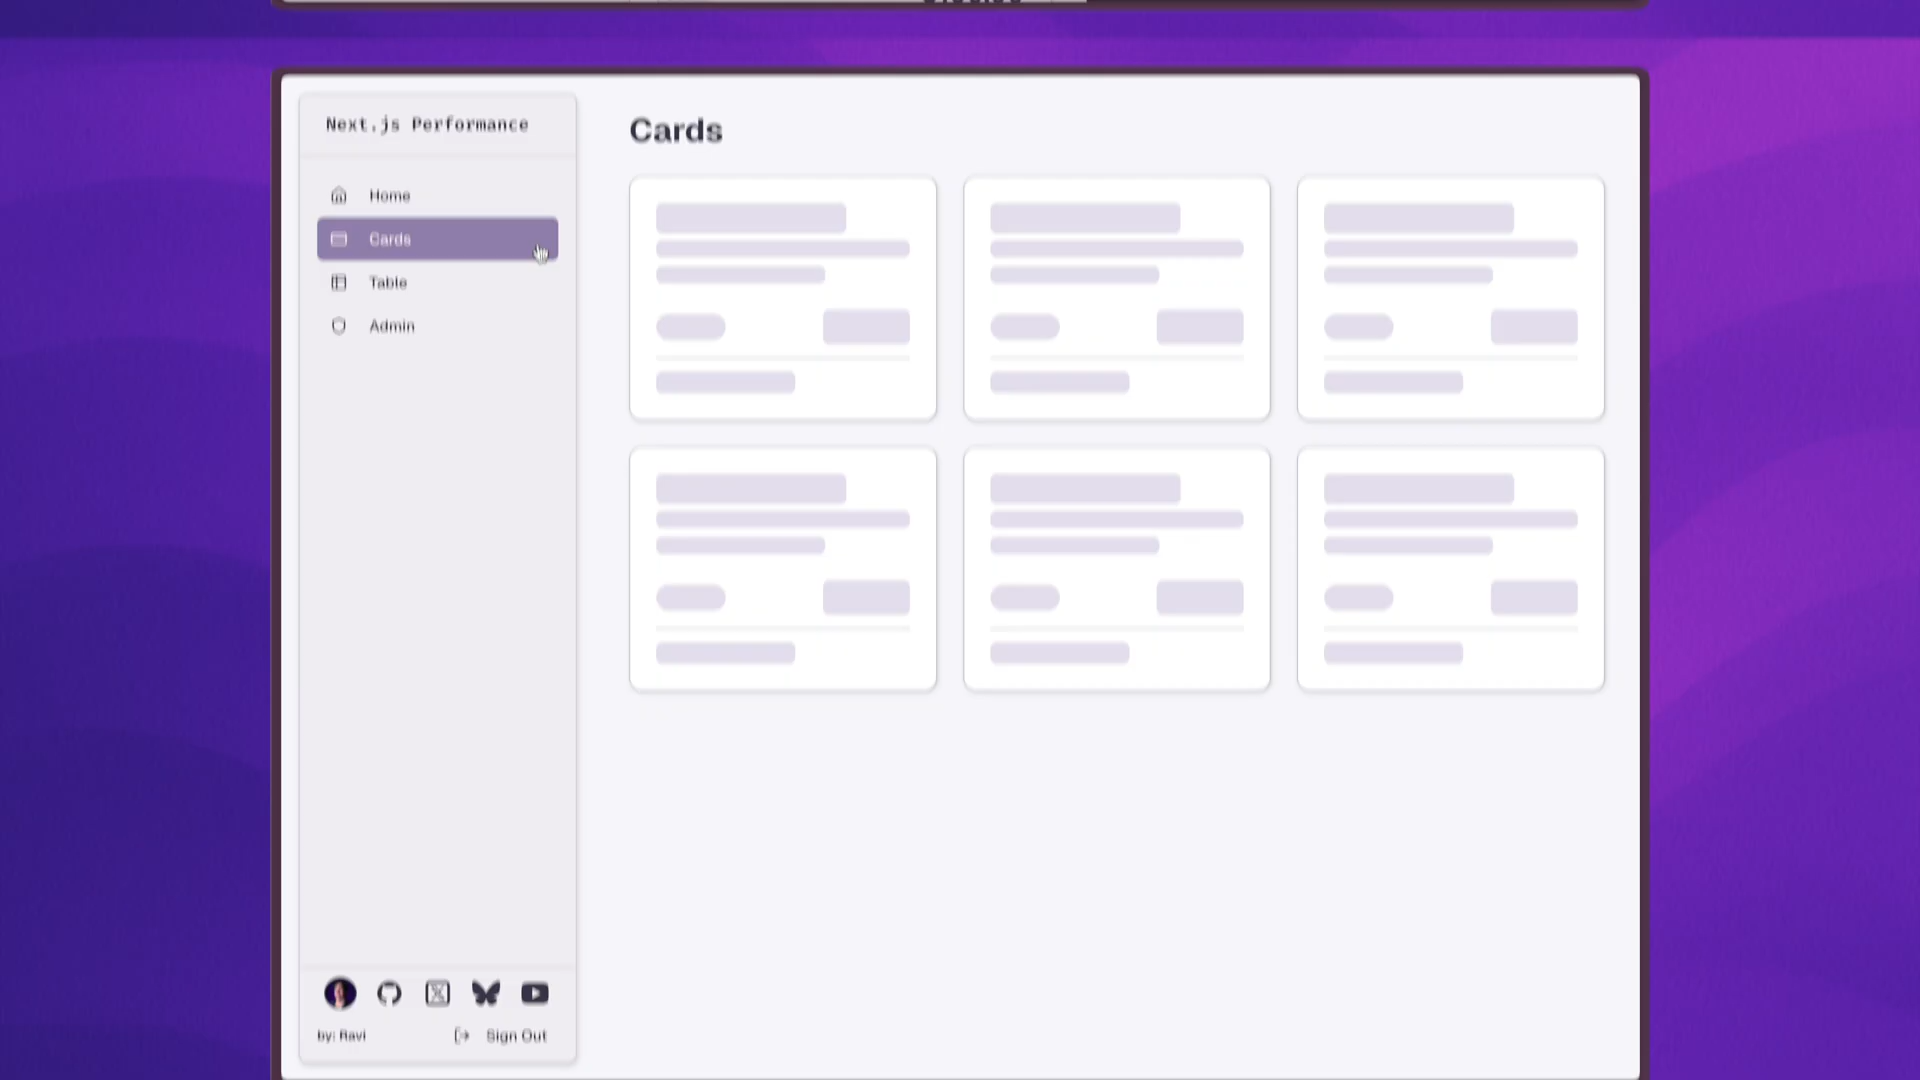 Next.js Performance
Home
Cards
Table
Admin
by: Ravi
Sign Out
Cards